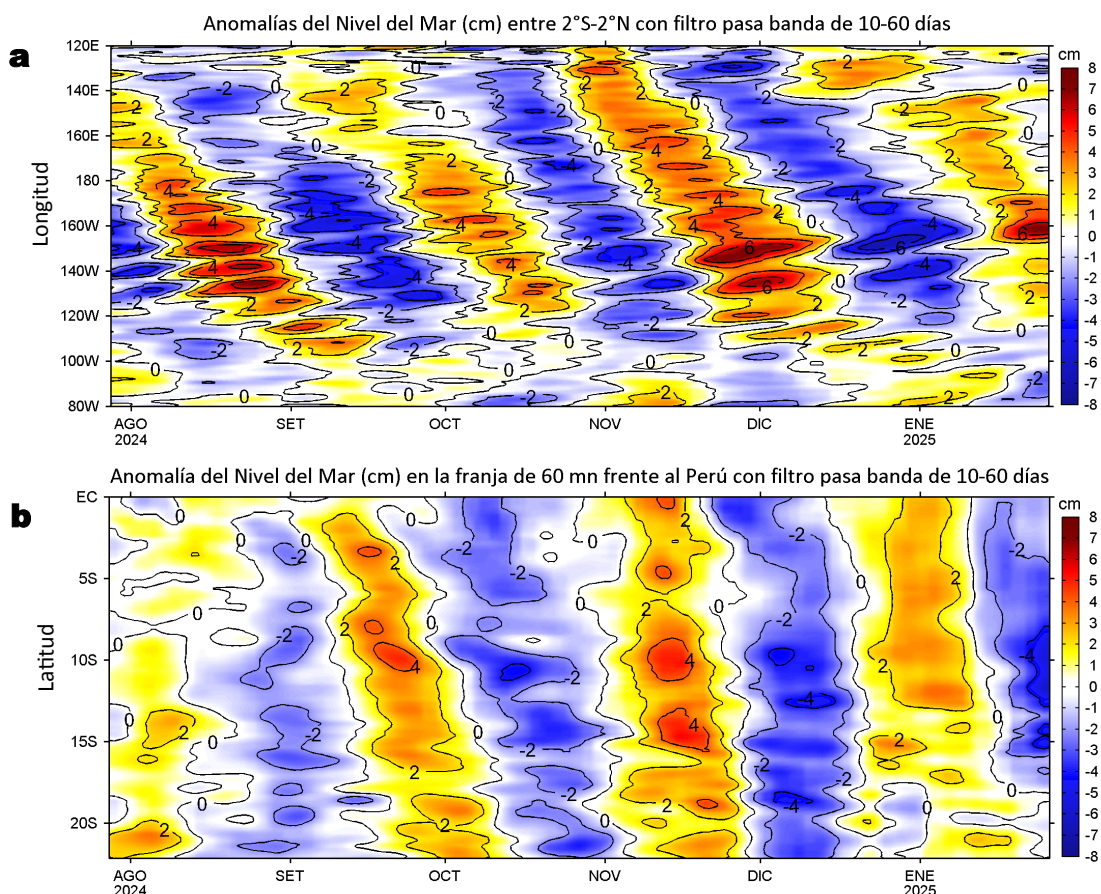 Anomalías del Nivel del Mar (cm) entre 2°S-2°N con filtro pasa banda de 10-60 días
a
Longitud
120E
140E
160E
180
160W
140W
120W
100W
80W
AGO SET OCT NOV DIC ENE
2024 2025
cm
8
7
6
5
4
3
2
1
0
-1
-2
-3
-4
-5
-6
-7
-8
Anomalía del Nivel del Mar (cm) en la franja de 60 mn frente al Perú con filtro pasa banda de 10-60 días
b
Latitud
EC
5S
10S
15S
20S
AGO SET OCT NOV DIC ENE
2024 2025
cm
8
7
6
5
4
3
2
1
0
-1
-2
-3
-4
-5
-6
-7
-8